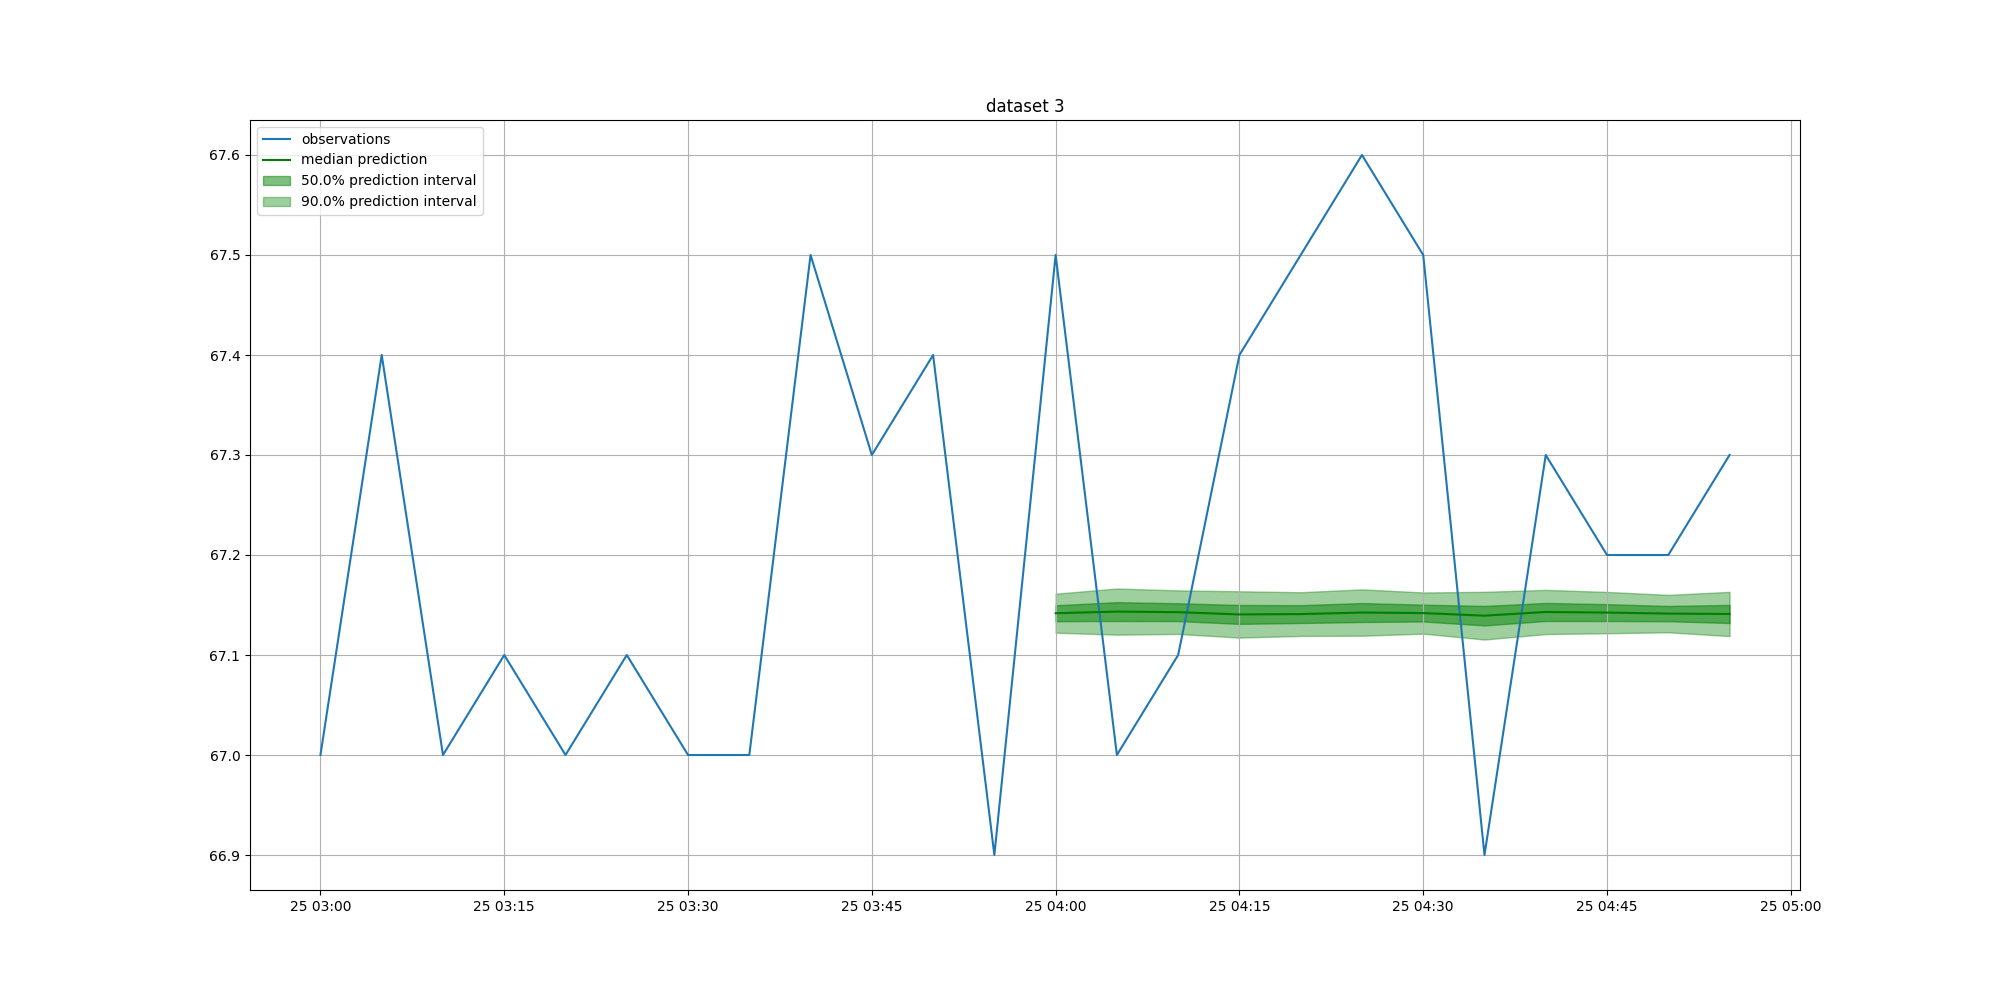 dataset 3
observations
median prediction
50.0% prediction interval
90.0% prediction interval
67.6
67.5
67.4
67.3
67.2
67.1
67.0
66.9
25 03:00 25 03:15 25 03:30 25 03:45 25 04:00 25 04:15 25 04:30 25 04:45 25 05:00